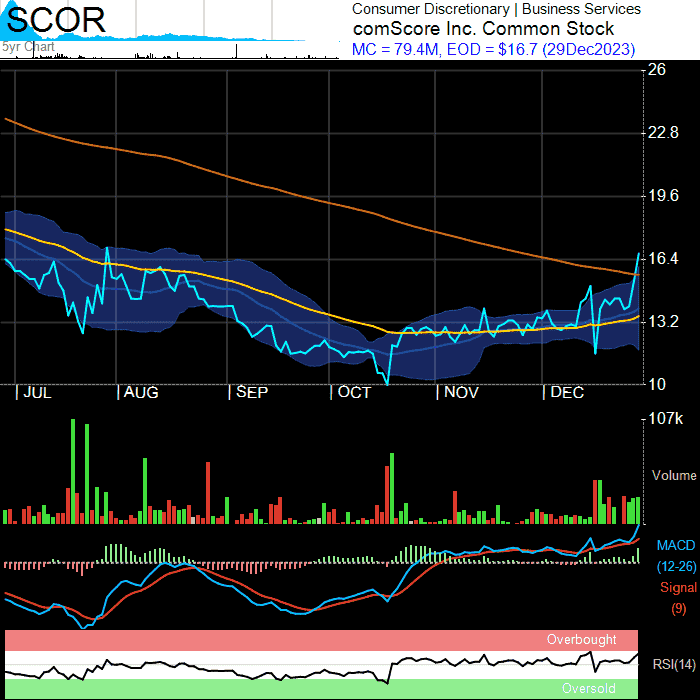 SCOR
5yr Chart
Consumer Discretionary | Business Services
comScore Inc. Common Stock
MC = 79.4M, EOD = $16.7 (29Dec2023)
26
22.8
19.6
16.4
13.2
10
| JUL | AUG | SEP | OCT | NOV | DEC
107k
Volume
MACD
(12-26)
Signal
(9)
Overbought
RSI(14)
Oversold